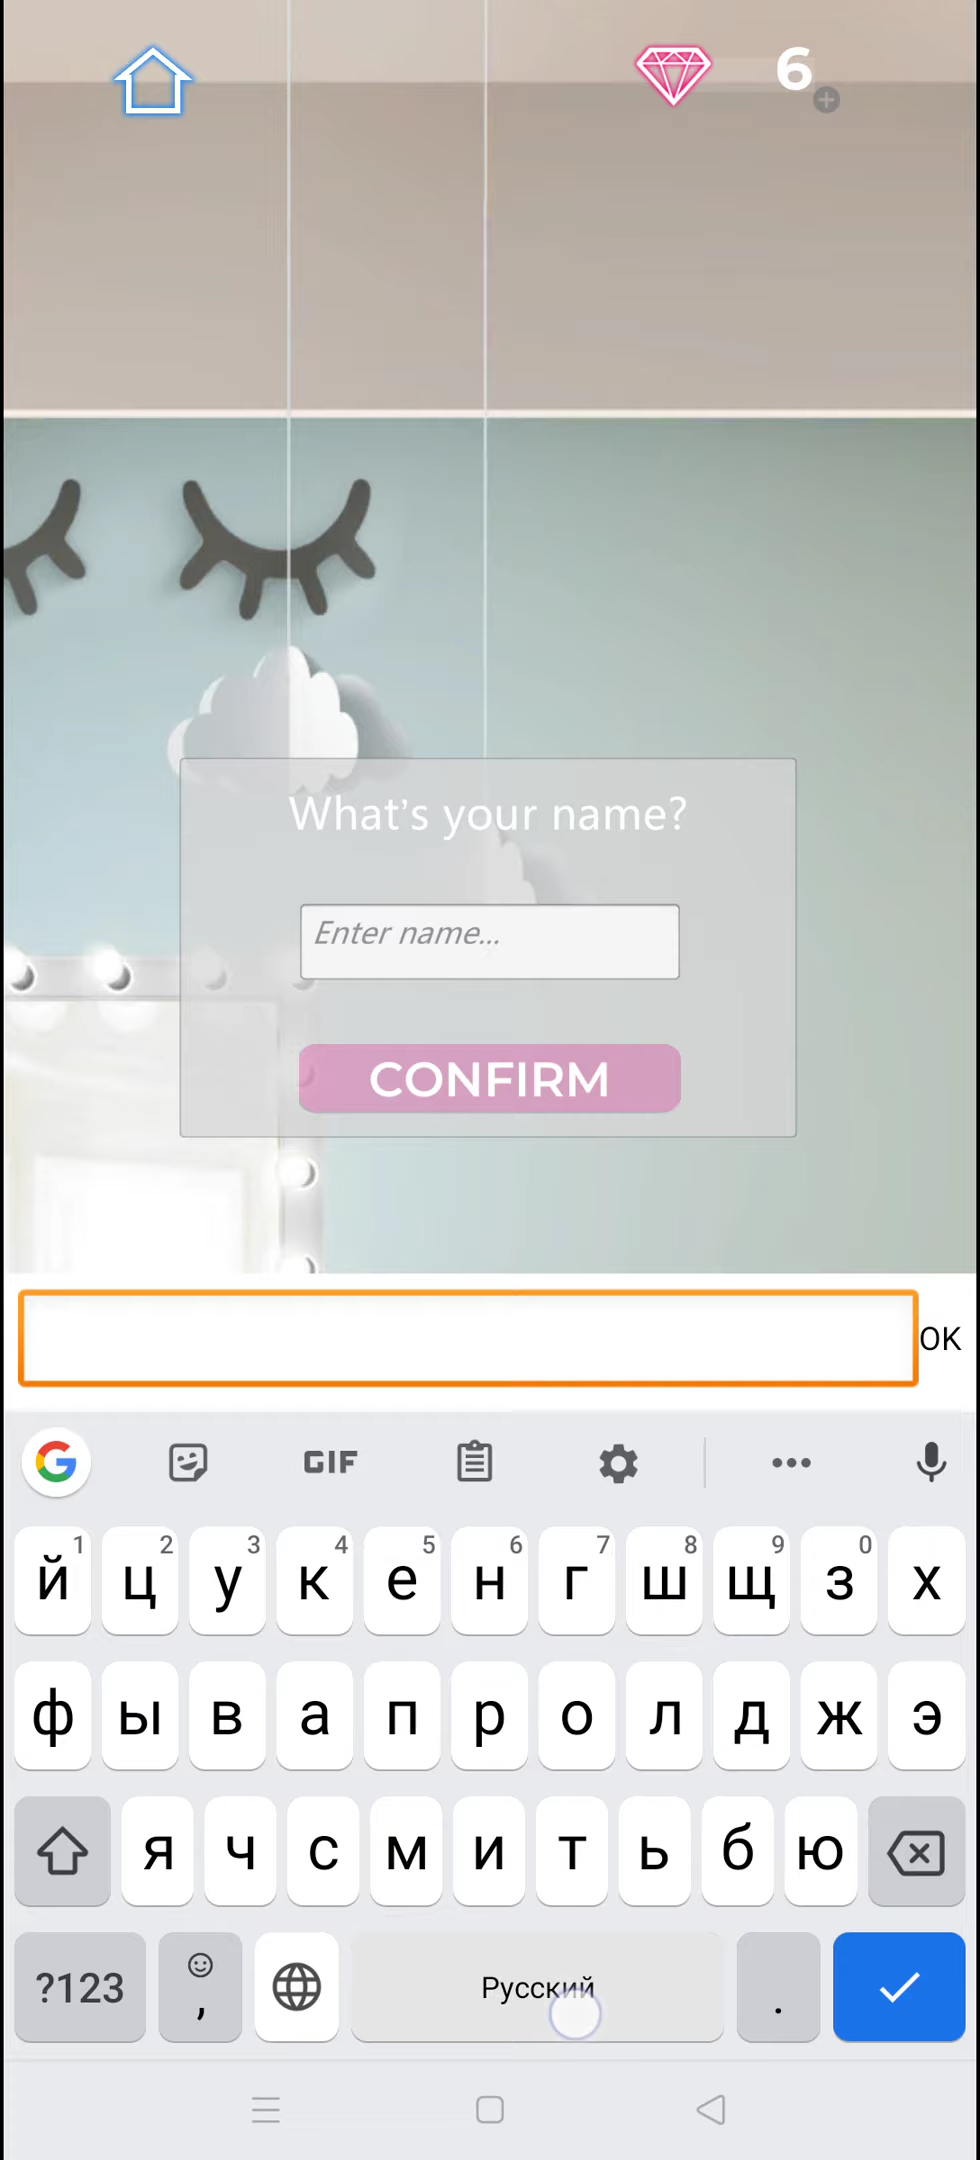 6
What's your name?
Enter name...
CONFIRM
OK
GIF
1 2 3 4 5 6 7 8 9 0
й ц у к е н г ш щ з х
ф ы в а п р о л д ж э
я ч с м и т ь б ю
?123 , Русский .